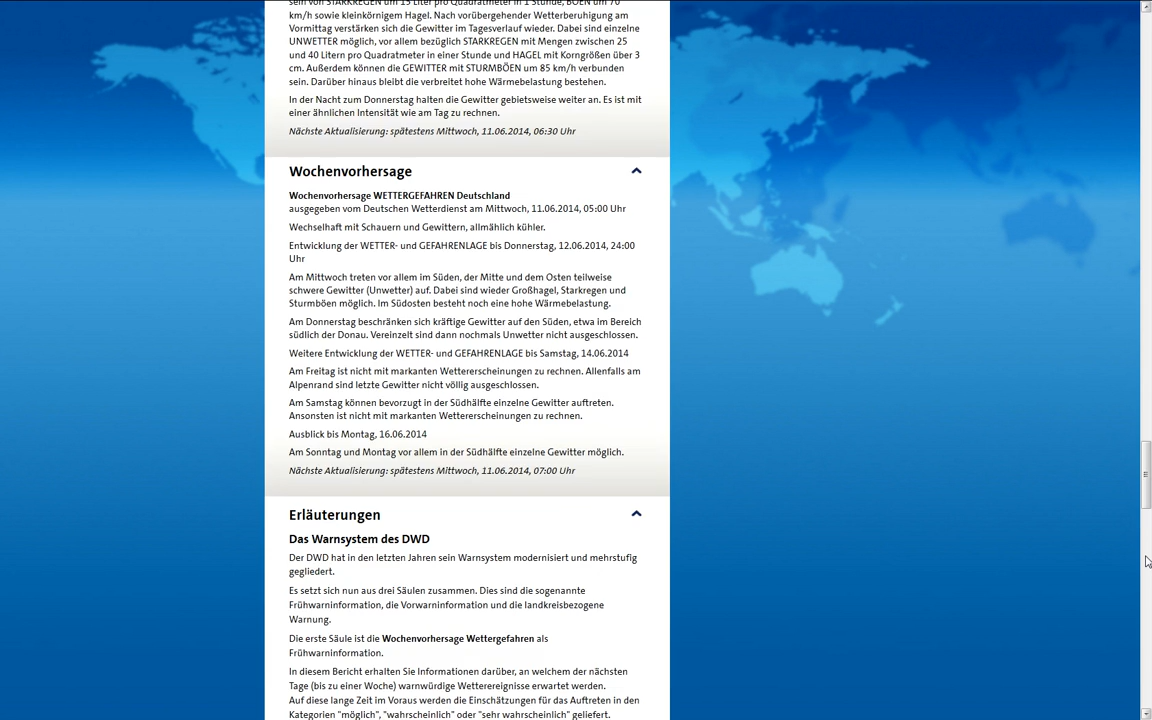 sein von STARKREGEN um 15 Liter pro Quadratmeter in 1 Stunde, BÖEN um 70
km/h sowie kleinkörnigem Hagel. Nach vorübergehender Wetterberuhigung am
Vormittag verstärken sich die Gewitter im Tagesverlauf wieder. Dabei sind einzelne
UNWETTER möglich, vor allem bezüglich STARKREGEN mit Mengen zwischen 25
und 40 Litern pro Quadratmeter in einer Stunde und HAGEL mit Korngrößen über 3
cm. Außerdem können die GEWITTER mit STURMBÖEN um 85 km/h verbunden
sein. Darüber hinaus bleibt die verbreitet hohe Wärmebelastung bestehen.
In der Nacht zum Donnerstag halten die Gewitter gebietsweise weiter an. Es ist mit
einer ähnlichen Intensität wie am Tag zu rechnen.
Nächste Aktualisierung: spätestens Mittwoch, 11.06.2014, 06:30 Uhr
Wochenvorhersage
Wochenvorhersage WETTERGEFAHREN Deutschland
ausgegeben vom Deutschen Wetterdienst am Mittwoch, 11.06.2014, 05:00 Uhr
Wechselhaft mit Schauern und Gewittern, allmählich kühler.
Entwicklung der WETTER- und GEFAHRENLAGE bis Donnerstag, 12.06.2014, 24:00
Uhr
Am Mittwoch treten vor allem im Süden, der Mitte und dem Osten teilweise
schwere Gewitter (Unwetter) auf. Dabei sind wieder Großhagel, Starkregen und
Sturmböen möglich. Im Südosten besteht noch eine hohe Wärmebelastung.
Am Donnerstag beschränken sich kräftige Gewitter auf den Süden, etwa im Bereich
südlich der Donau. Vereinzelt sind dann nochmals Unwetter nicht ausgeschlossen.
Weitere Entwicklung der WETTER- und GEFAHRENLAGE bis Samstag, 14.06.2014
Am Freitag ist nicht mit markanten Wettererscheinungen zu rechnen. Allenfalls am
Alpenrand sind letzte Gewitter nicht völlig ausgeschlossen.
Am Samstag können bevorzugt in der Südhälfte einzelne Gewitter auftreten.
Ansonsten ist nicht mit markanten Wettererscheinungen zu rechnen.
Ausblick bis Montag, 16.06.2014
Am Sonntag und Montag vor allem in der Südhälfte einzelne Gewitter möglich.
Nächste Aktualisierung: spätestens Mittwoch, 11.06.2014, 07:00 Uhr
Erläuterungen
Das Warnsystem des DWD
Der DWD hat in den letzten Jahren sein Warnsystem modernisiert und mehrstufig
gegliedert.
Es setzt sich nun aus drei Säulen zusammen. Dies sind die sogenannte
Frühwarninformation, die Vorwarninformation und die landkreisbezogene
Warnung.
Die erste Säule ist die Wochenvorhersage Wettergefahren als
Frühwarninformation.
In diesem Bericht erhalten Sie Informationen darüber, an welchem der nächsten
Tage (bis zu einer Woche) warnwürdige Wetterereignisse erwartet werden.
Auf diese lange Zeit im Voraus werden die Einschätzungen für das Auftreten in den
Kategorien "möglich", "wahrscheinlich" oder "sehr wahrscheinlich" geliefert.